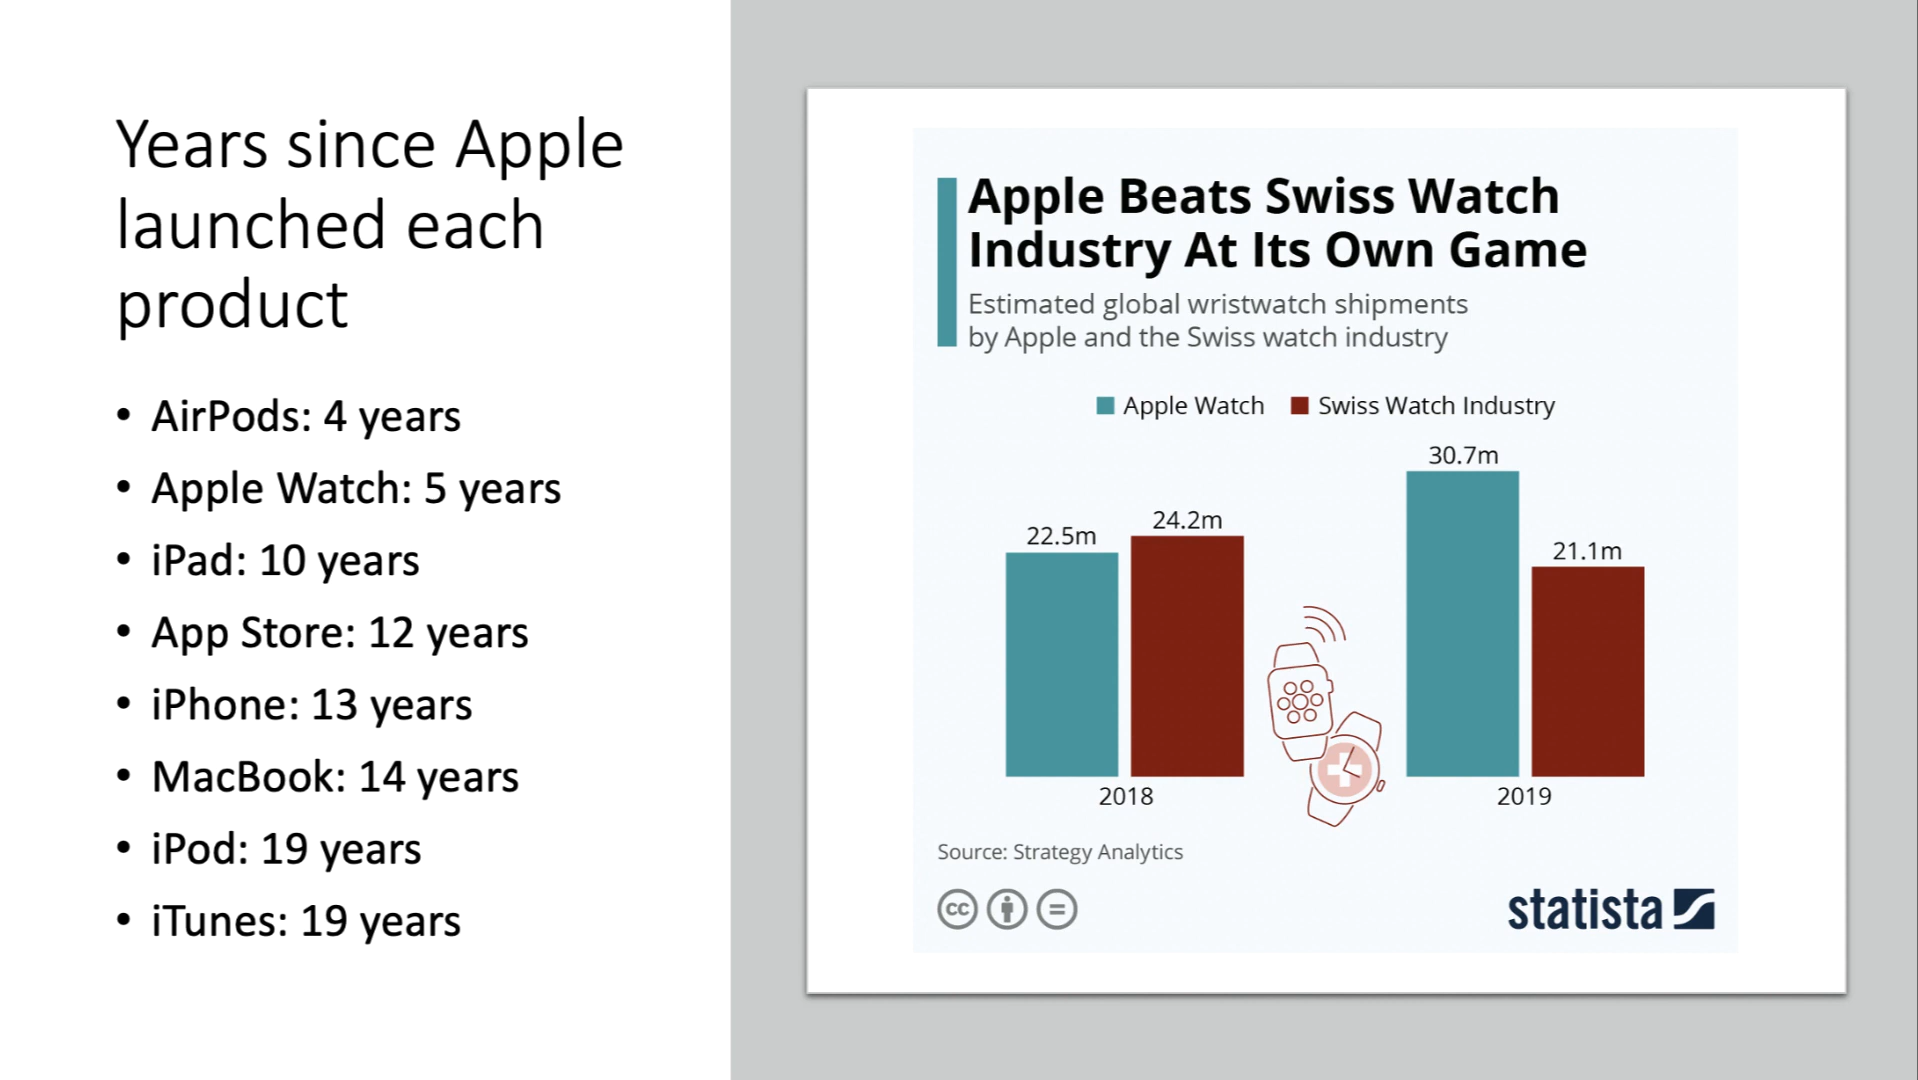 Years since Apple
launched each
product
• AirPods: 4 years
• Apple Watch: 5 years
• iPad: 10 years
• App Store: 12 years
• iPhone: 13 years
• MacBook: 14 years
• iPod: 19 years
• iTunes: 19 years
Apple Beats Swiss Watch
Industry At Its Own Game
Estimated global wristwatch shipments
by Apple and the Swiss watch industry
Apple Watch Swiss Watch Industry
22.5m
24.2m
30.7m
21.1m
2018
2019
Source: Strategy Analytics
cc
statista